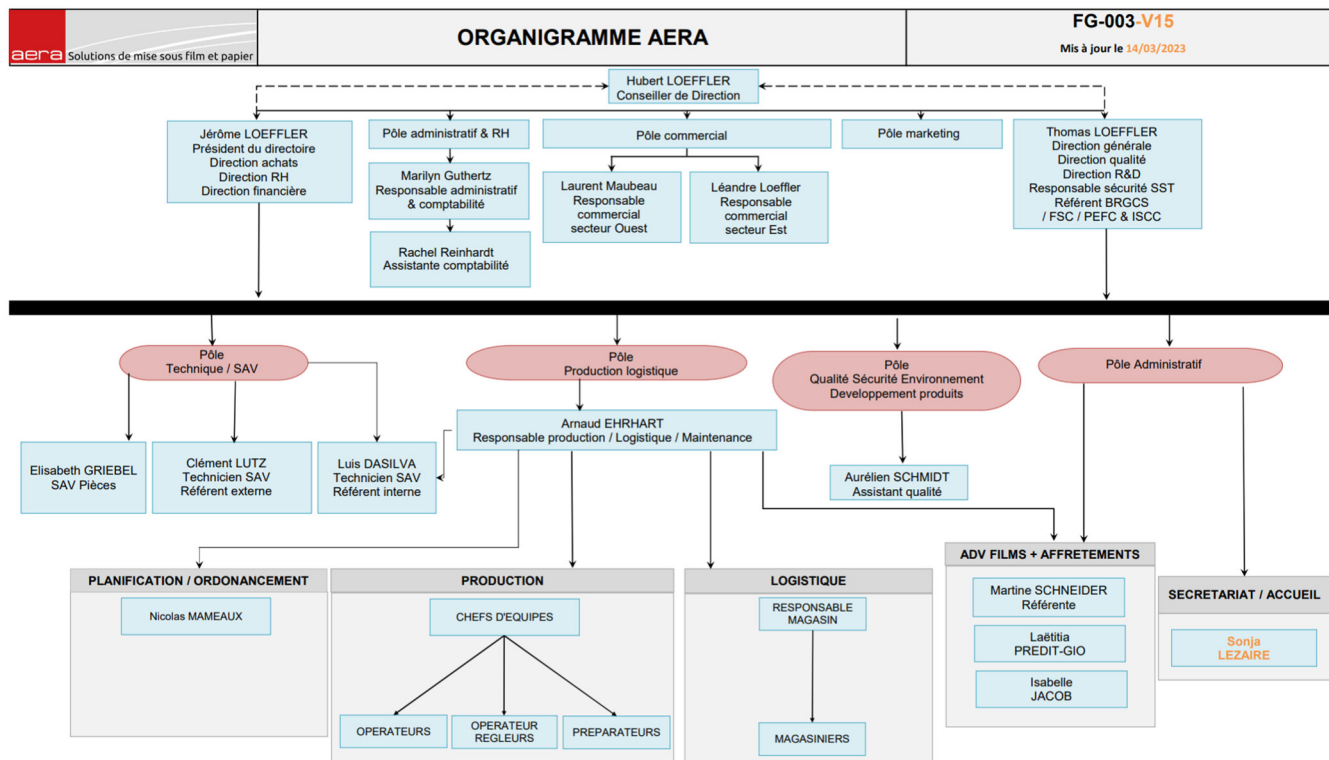 aera Solutions de mise sous film et papier
ORGANIGRAMME AERA
FG-003-V15
Mis à jour le 14/03/2023
Hubert LOEFFLER
Conseiller de Direction
Jérôme LOEFFLER
Président du directoire
Direction achats
Direction RH
Direction financière
Pôle administratif & RH
Marilyn Guthertz
Responsable administratif
& comptabilité
Rachel Reinhardt
Assistante comptabilité
Pôle commercial
Laurent Maubeau
Responsable
commercial
secteur Ouest
Léandre Loeffler
Responsable
commercial
secteur Est
Pôle marketing
Thomas LOEFFLER
Direction générale
Direction qualité
Direction R&D
Responsable sécurité SST
Référent BRGCS
/ FSC / PEFC & ISCC
Pôle
Technique / SAV
Pôle
Production logistique
Pôle
Qualité Sécurité Environnement
Developpement produits
Pôle Administratif
Arnaud EHRHART
Responsable production / Logistique / Maintenance
Elisabeth GRIEBEL
SAV Pièces
Clément LUTZ
Technicien SAV
Référent externe
Luis DASILVA
Technicien SAV
Référent interne
Aurélien SCHMIDT
Assistant qualité
PLANIFICATION / ORDONANCEMENT
Nicolas MAMEAUX
PRODUCTION
CHEFS D'EQUIPES
OPERATEURS
OPERATEUR
REGLEURS
PREPARATEURS
LOGISTIQUE
RESPONSABLE
MAGASIN
MAGASINIERS
ADV FILMS + AFFRETEMENTS
Martine SCHNEIDER
Référente
Laëtitia
PREDIT-GIO
Isabelle
JACOB
SECRETARIAT / ACCUEIL
Sonja
LEZAIRE